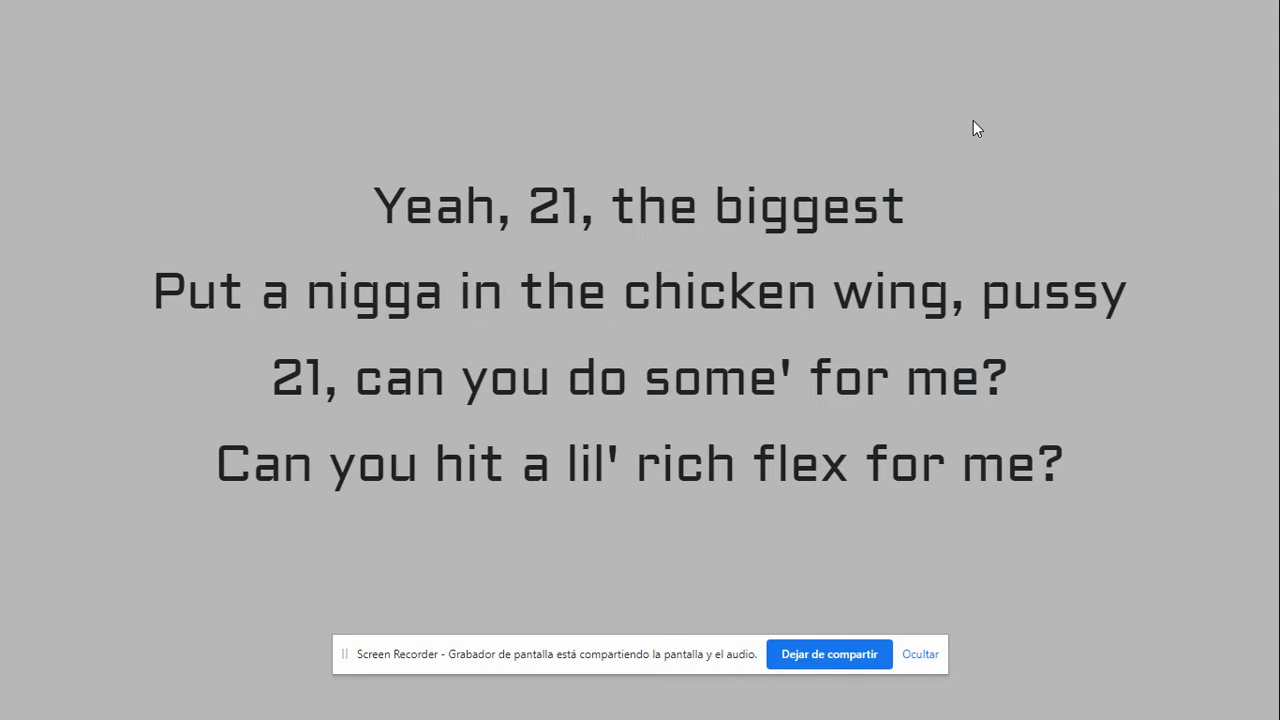 Yeah, 21, the biggest
Put a nigga in the chicken wing, pussy
21, can you do some' for me?
Can you hit a lil' rich flex for me?
Screen Recorder - Grabador de pantalla está compartiendo la pantalla y el audio. Dejar de compartir Ocultar